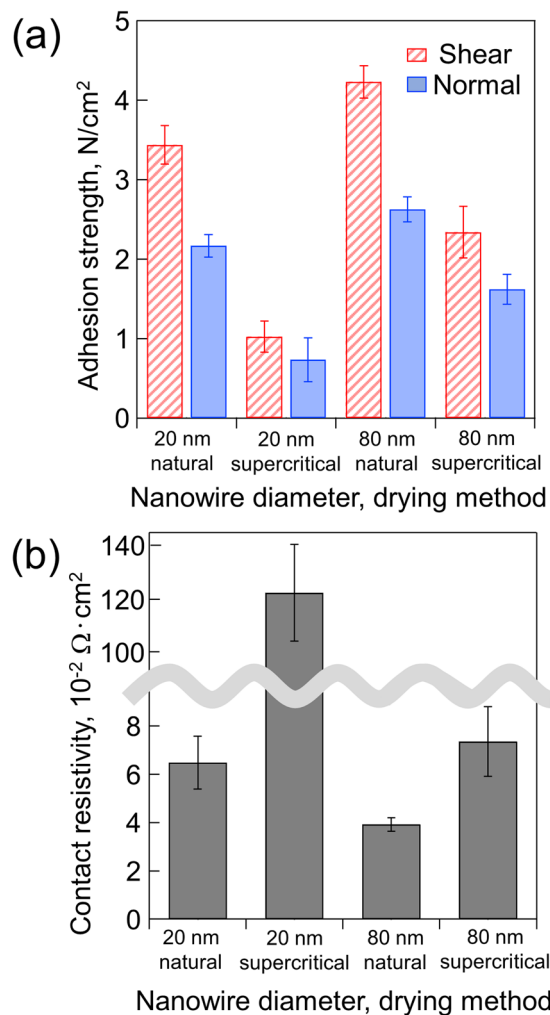 (a)
Adhesion strength, N/cm²
5
4
3
2
1
0
Shear
Normal
20 nm natural
20 nm supercritical
80 nm natural
80 nm supercritical
Nanowire diameter, drying method
(b)
Contact resistivity, 10⁻² Ω·cm²
140
120
100
8
6
4
2
0
20 nm natural
20 nm supercritical
80 nm natural
80 nm supercritical
Nanowire diameter, drying method